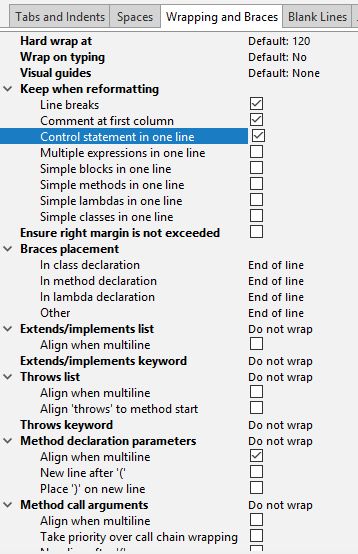 Tabs and Indents Spaces Wrapping and Braces Blank Lines
Hard wrap at Default: 120
Wrap on typing Default: No
Visual guides Default: None
Keep when reformatting
Line breaks
Comment at first column
Control statement in one line
Multiple expressions in one line
Simple blocks in one line
Simple methods in one line
Simple lambdas in one line
Simple classes in one line
Ensure right margin is not exceeded
Braces placement
In class declaration End of line
In method declaration End of line
In lambda declaration End of line
Other End of line
Extends/implements list Do not wrap
Align when multiline
Extends/implements keyword Do not wrap
Throws list Do not wrap
Align when multiline
Align 'throws' to method start
Throws keyword Do not wrap
Method declaration parameters Do not wrap
Align when multiline
New line after '('
Place ')' on new line
Method call arguments Do not wrap
Align when multiline
Take priority over call chain wrapping